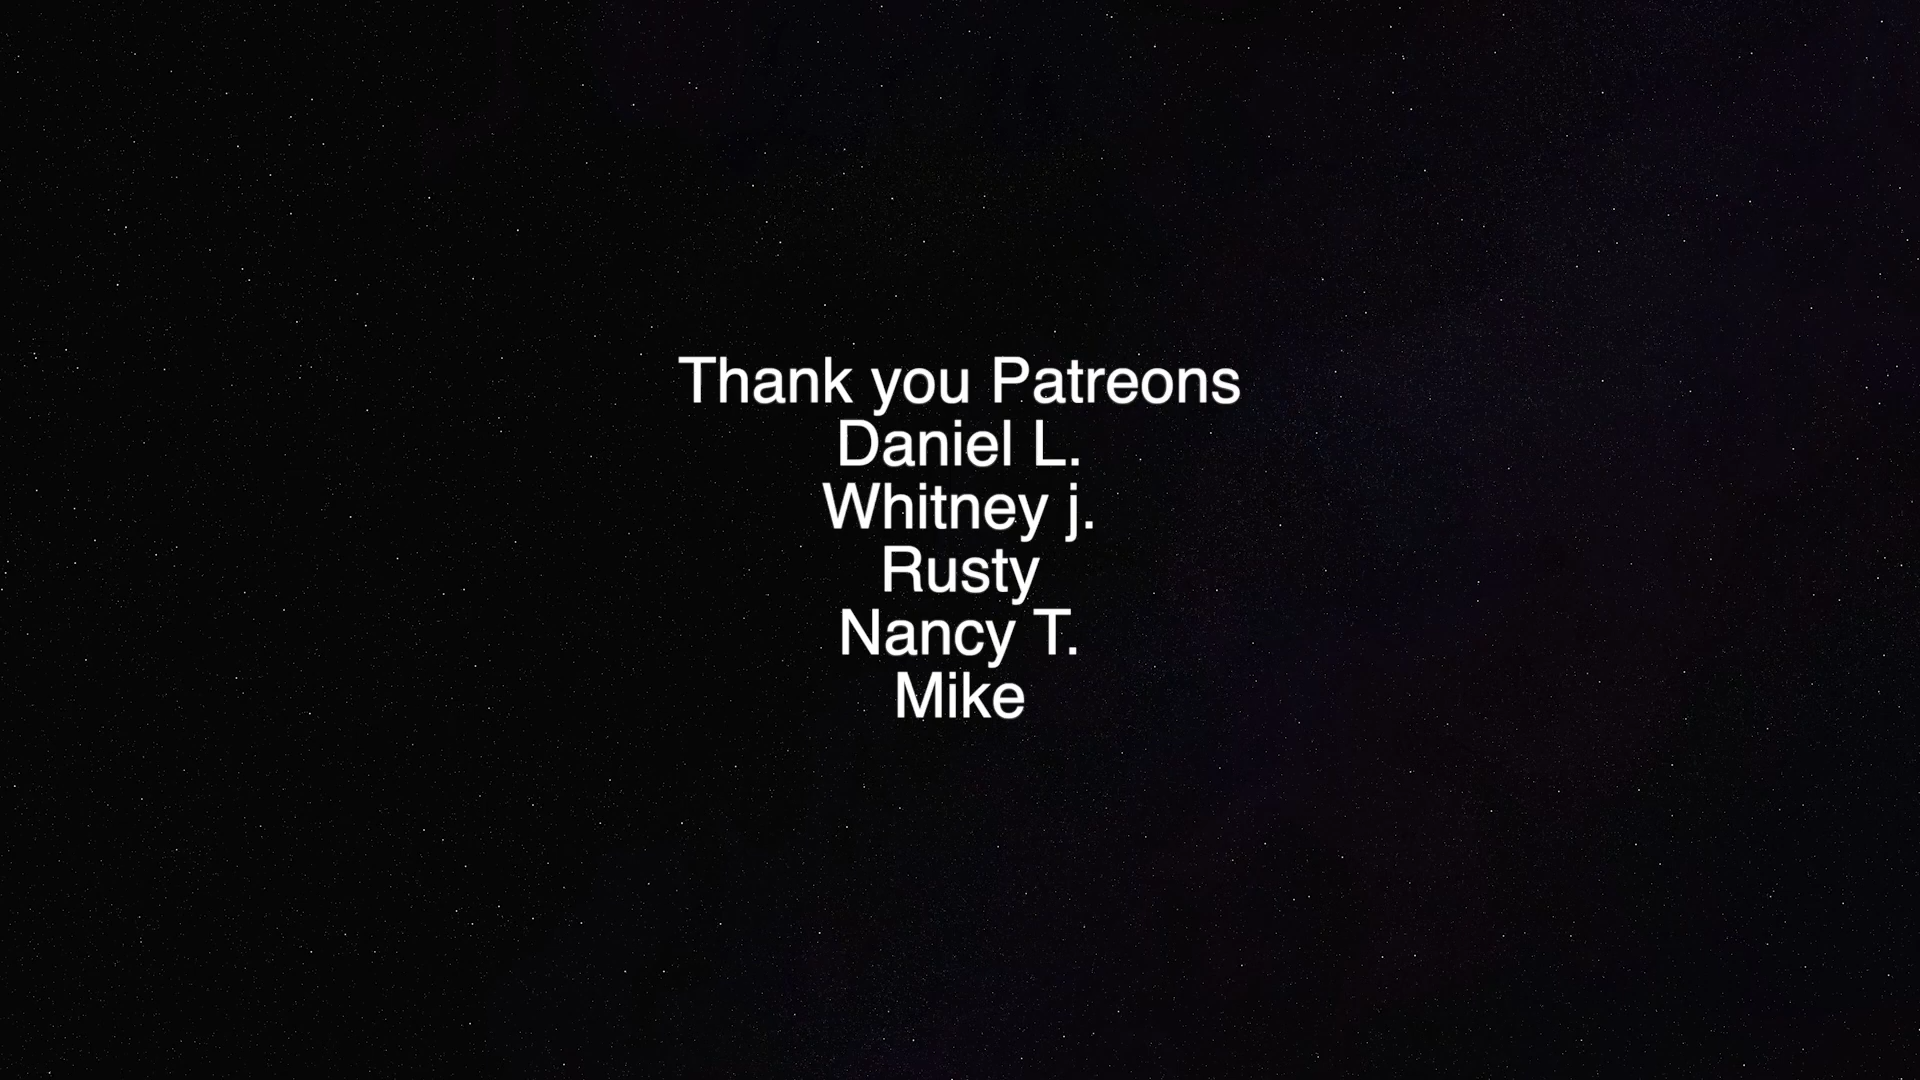 Thank you Patreons
Daniel L.
Whitney j.
Rusty
Nancy T.
Mike